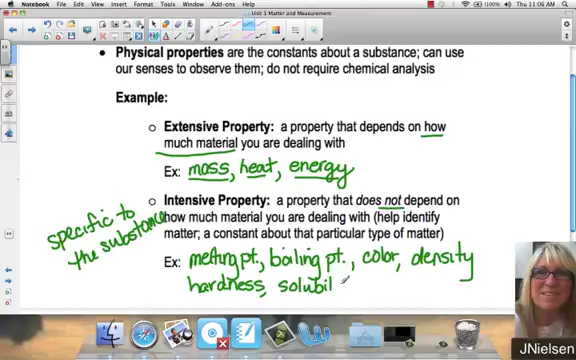 Notebook File Edit View Insert Format Tools Draw Window Help
(100%) 11:06 AM
Unit 1 Matter and Measurement
• Physical properties are the constants about a substance; can use
our senses to observe them; do not require chemical analysis
Example:
o Extensive Property: a property that depends on how
much material you are dealing with
Ex: mass, heat, energy
o Intensive Property: a property that does not depend on
how much material you are dealing with (help identify
matter; a constant about that particular type of matter)
specific to
the substance
Ex: melting pt., boiling pt., color, density
hardness, solubil
JNielsen